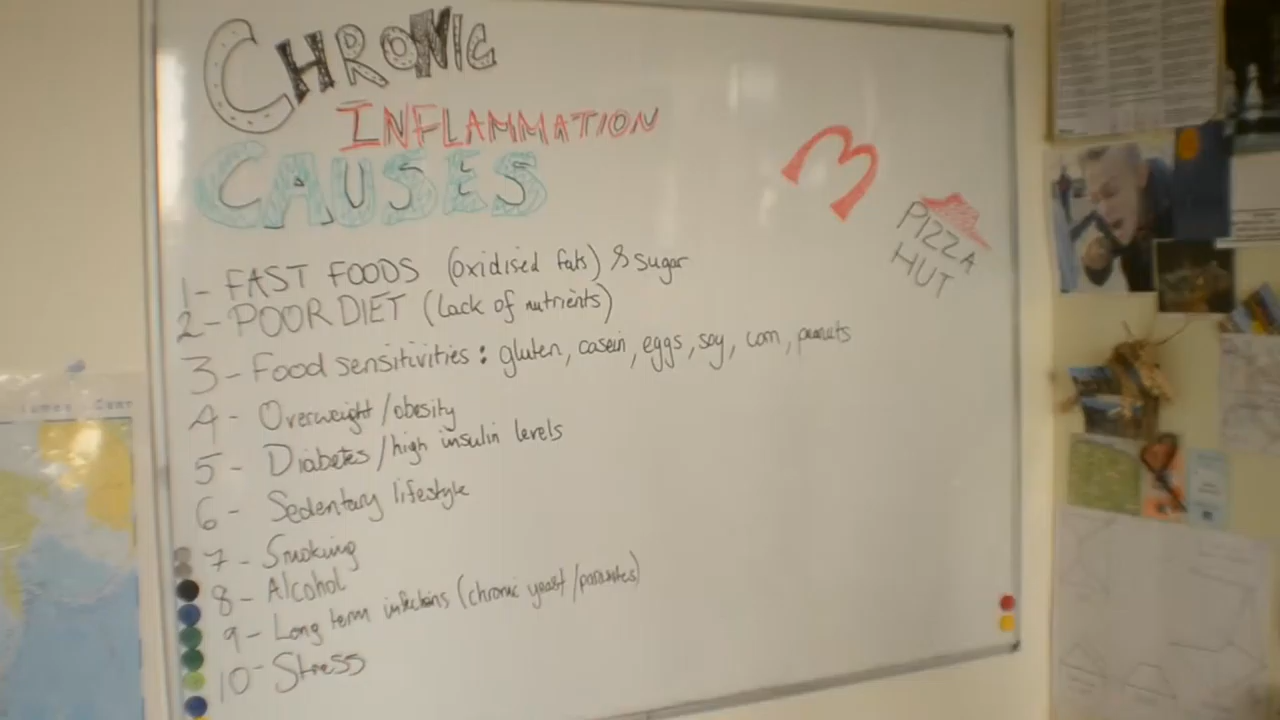 CHRONIC
INFLAMMATION
CAUSES
PIZZA
HUT
1- FAST FOODS (oxidised fats) & sugar
2- POOR DIET (lack of nutrients)
3 - Food sensitivities : gluten, casein, eggs, soy, corn, peanuts
4 - Overweight/obesity
5 - Diabetes/high insulin levels
6 - Sedentary lifestyle
7 - Smoking
8 - Alcohol
9 - Long term infections (chronic yeast/parasites)
10 - Stress